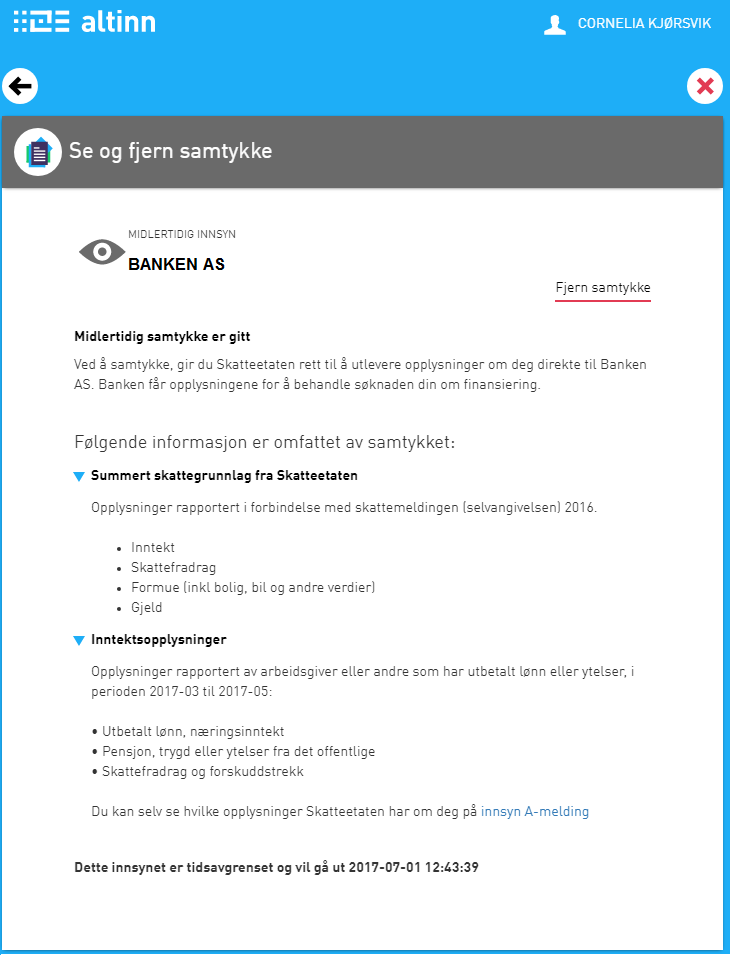 altinn
CORNELIA KJØRSVIK
Se og fjern samtykke
MIDLERTIDIG INNSYN
BANKEN AS
Fjern samtykke
Midlertidig samtykke er gitt
Ved å samtykke, gir du Skatteetaten rett til å utlevere opplysninger om deg direkte til Banken
AS. Banken får opplysningene for å behandle søknaden din om finansiering.
Følgende informasjon er omfattet av samtykket:
Summert skattegrunnlag fra Skatteetaten
Opplysninger rapportert i forbindelse med skattemeldingen (selvangivelsen) 2016.
• Inntekt
• Skattefradrag
• Formue (inkl bolig, bil og andre verdier)
• Gjeld
Inntektsopplysninger
Opplysninger rapportert av arbeidsgiver eller andre som har utbetalt lønn eller ytelser, i
perioden 2017-03 til 2017-05:
• Utbetalt lønn, næringsinntekt
• Pensjon, trygd eller ytelser fra det offentlige
• Skattefradrag og forskuddstrekk
Du kan selv se hvilke opplysninger Skatteetaten har om deg på innsyn A-melding
Dette innsynet er tidsavgrenset og vil gå ut 2017-07-01 12:43:39